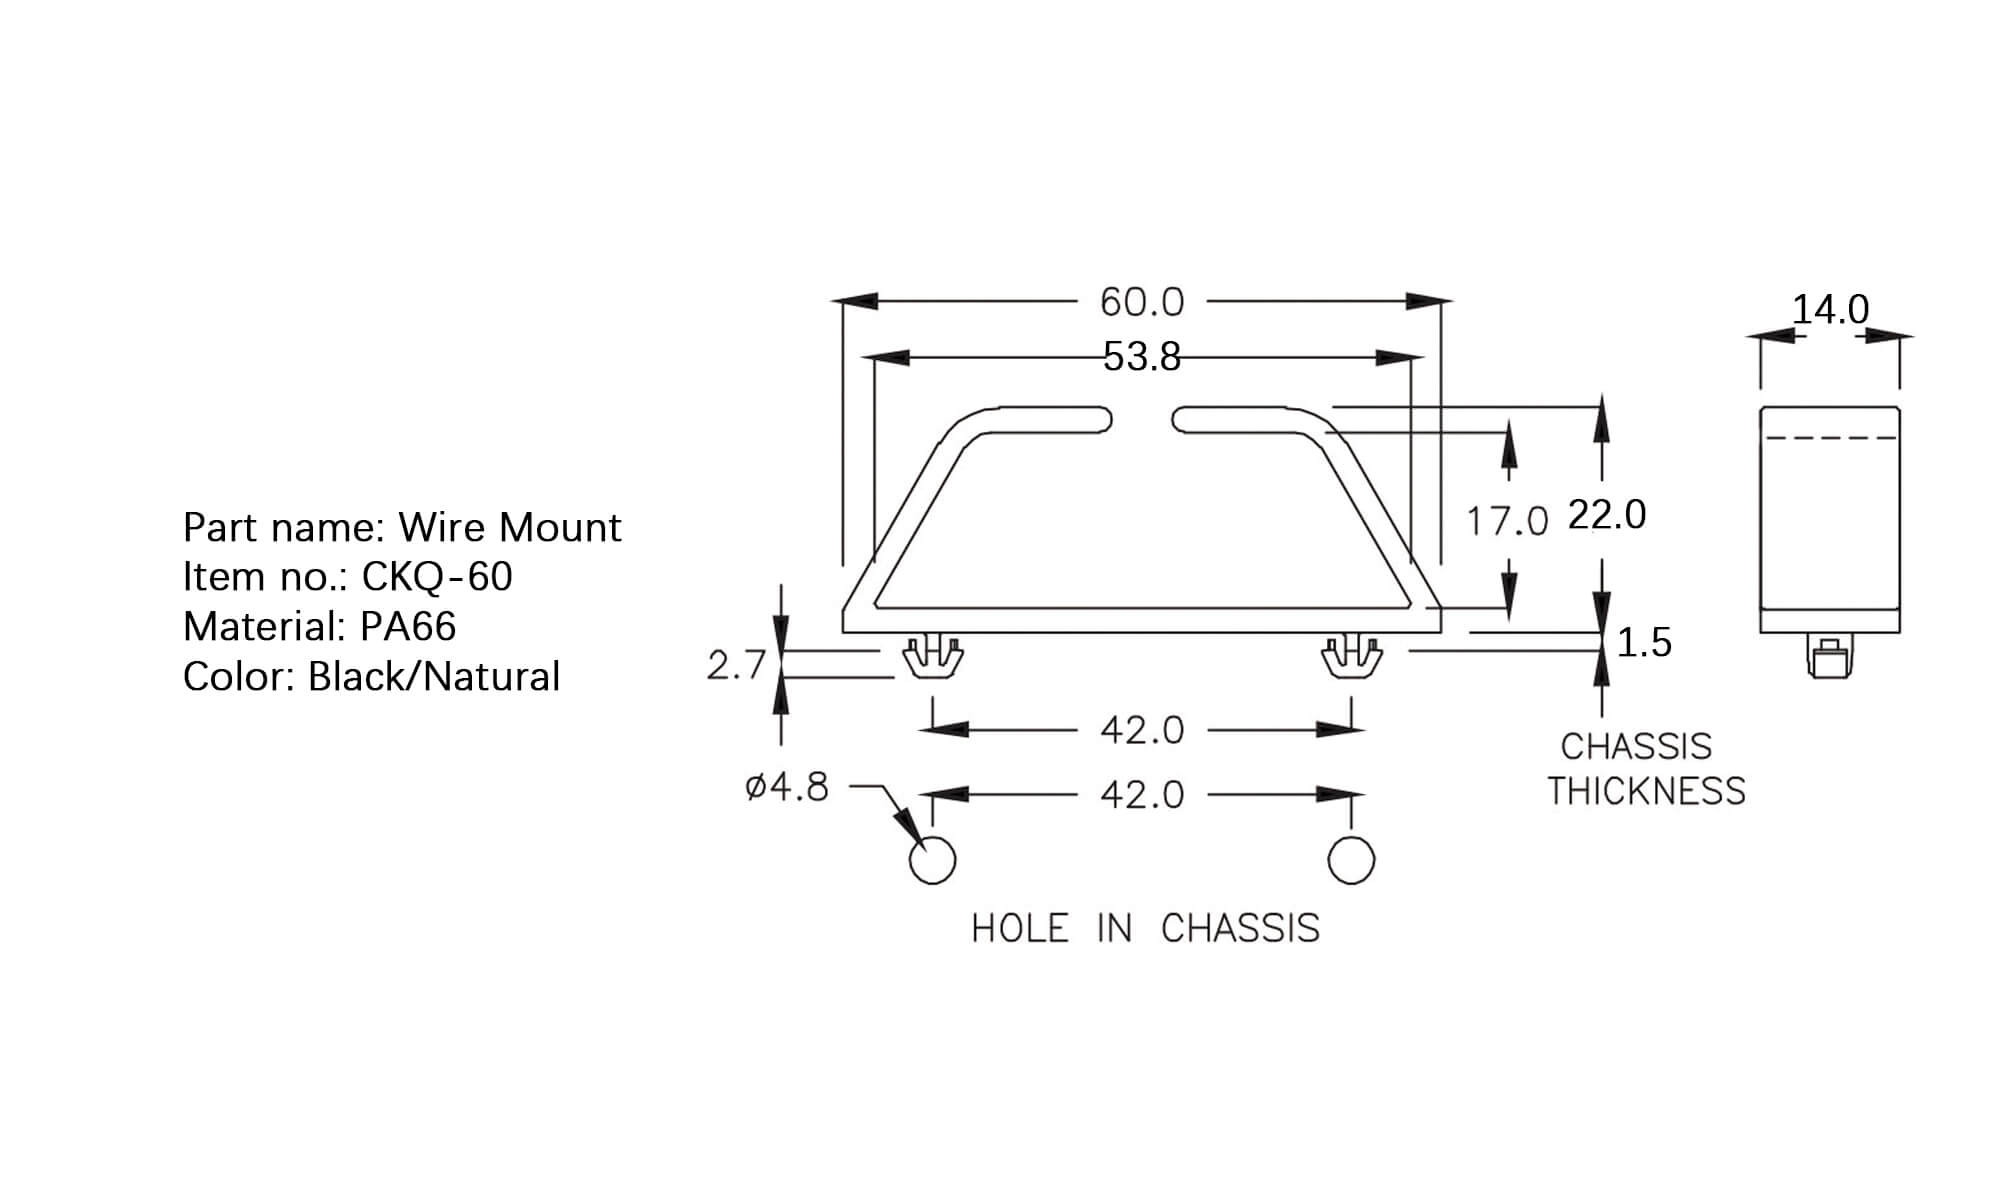 Part name: Wire Mount
Item no.: CKQ-60
Material: PA66
Color: Black/Natural
60.0
53.8
14.0
17.0
22.0
1.5
2.7
42.0
CHASSIS
THICKNESS
ø4.8
42.0
HOLE IN CHASSIS